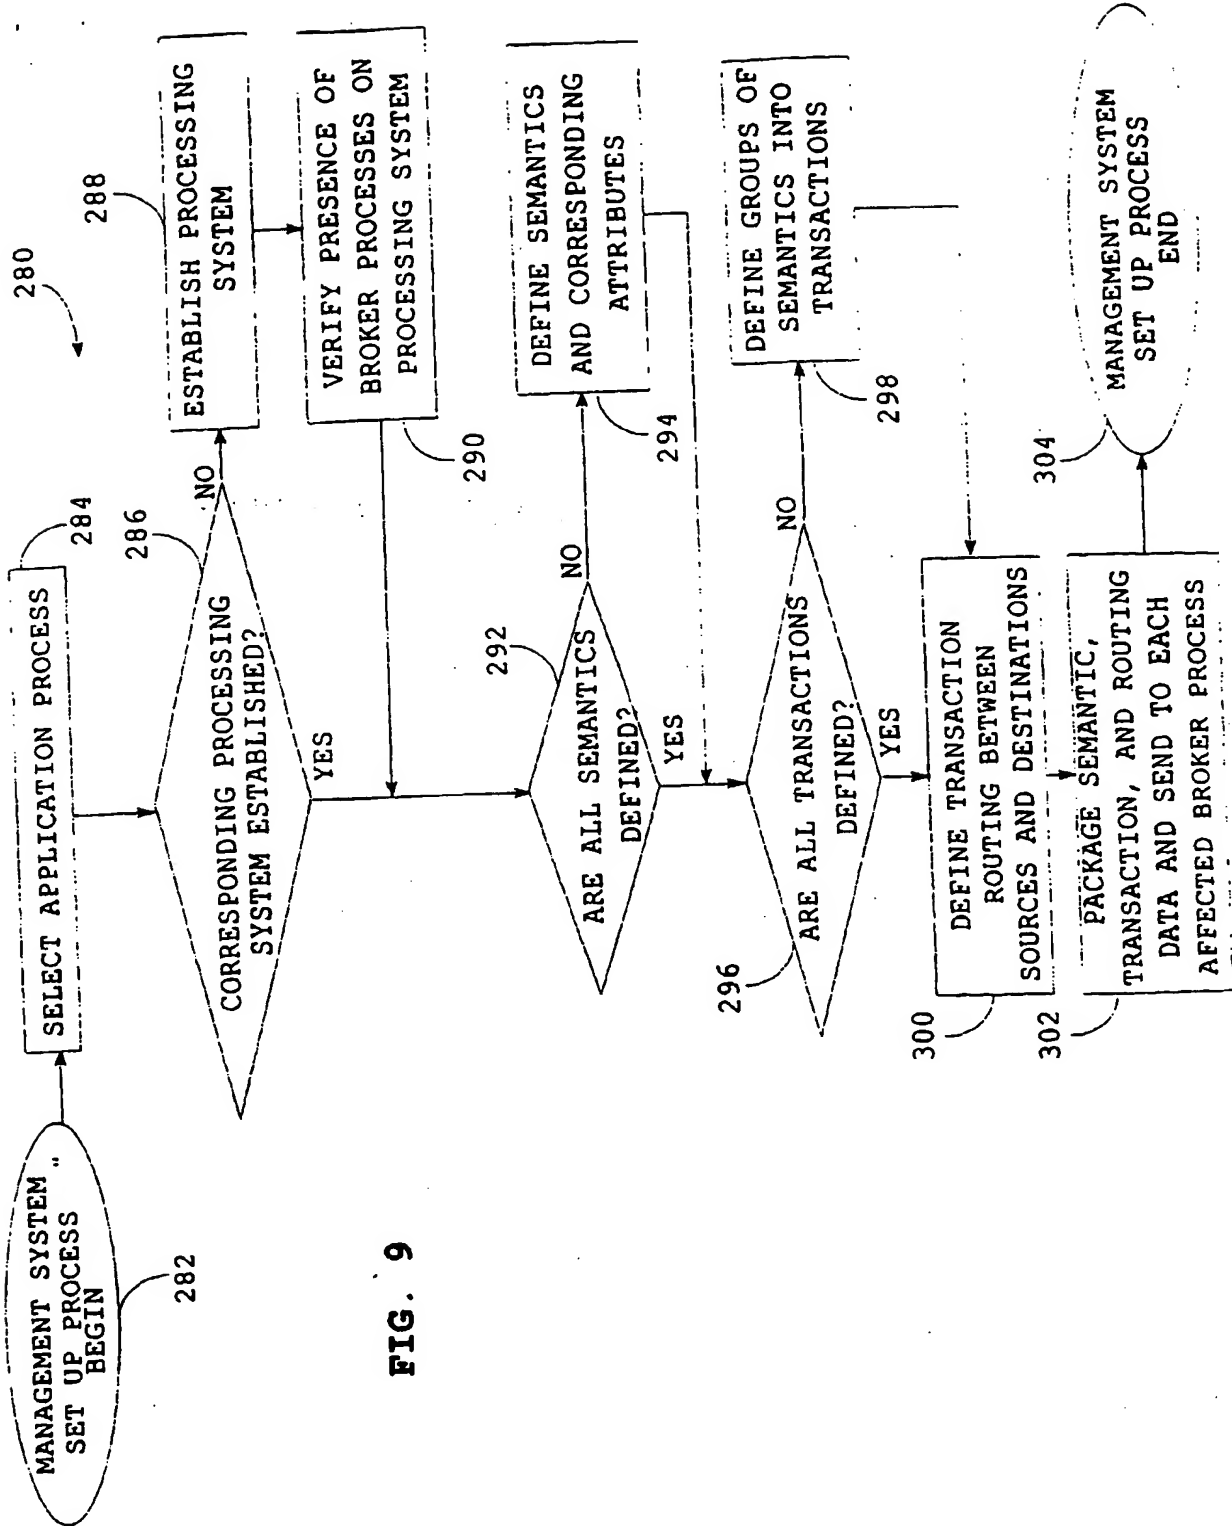 280
MANAGEMENT SYSTEM
SET UP PROCESS
BEGIN
282
SELECT APPLICATION PROCESS
284
CORRESPONDING PROCESSING
SYSTEM ESTABLISHED?
286
NO
YES
ESTABLISH PROCESSING
SYSTEM
288
VERIFY PRESENCE OF
BROKER PROCESSES ON
PROCESSING SYSTEM
290
ARE ALL SEMANTICS
DEFINED?
292
NO
YES
DEFINE SEMANTICS
AND CORRESPONDING
ATTRIBUTES
294
ARE ALL TRANSACTIONS
DEFINED?
296
NO
YES
DEFINE GROUPS OF
SEMANTICS INTO
TRANSACTIONS
298
DEFINE TRANSACTION
ROUTING BETWEEN
SOURCES AND DESTINATIONS
300
PACKAGE SEMANTIC,
TRANSACTION, AND ROUTING
DATA AND SEND TO EACH
AFFECTED BROKER PROCESS
302
MANAGEMENT SYSTEM
SET UP PROCESS
END
304
FIG. 9